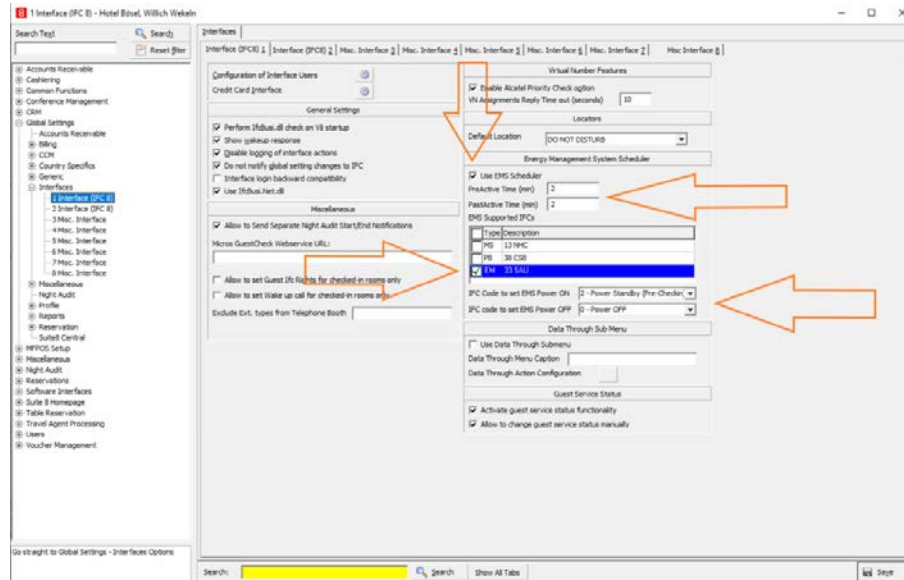 1 Interface (IFC 8) - Hotel Bösel, Willich Wekeln
Search Text
Search
Reset filter
Accounts Receivable
Cashiering
Common Functions
Conference Management
CRM
Global Settings
Accounts Receivable
Billing
CCM
Country Specifics
Generic
Interfaces
1 Interface (IFC 8)
2 Interface (IFC 8)
3 Misc. Interface
4 Misc. Interface
5 Misc. Interface
6 Misc. Interface
7 Misc. Interface
8 Misc. Interface
Miscellaneous
Night Audit
Profile
Reports
Reservation
Suite8 Central
MFPOS Setup
Miscellaneous
Night Audit
Reservations
Software Interfaces
Suite 8 Homepage
Table Reservation
Travel Agent Processing
Users
Voucher Management
Go straight to Global Settings - Interfaces Options
Interfaces
Interface (IFC8) 1 Interface (IFC8) 2 Misc. Interface 3 Misc. Interface 4 Misc. Interface 5 Misc. Interface 6 Misc. Interface 7 Misc Interface 8
Configuration of Interface Users
Credit Card Interface
General Settings
Perform Ifcbusi.dll check on V8 startup
Show wakeup response
Disable logging of interface actions
Do not notify global setting changes to IFC
Interface login backward compatibility
Use IfcBusi.Net.dll
Miscellaneous
Allow to Send Separate Night Audit Start/End Notifications
Micros GuestCheck Webservice URL:
Allow to set Guest Ifc Rights for checked-in rooms only
Allow to set Wake up call for checked-in rooms only
Exclude Ext. types from Telephone Booth
Virtual Number Features
Enable Alcatel Priority Check option
VN Assignments Reply Time out (seconds) 10
Locators
Default Location DO NOT DISTURB
Energy Management System Scheduler
Use EMS Scheduler
PreActive Time (min) 2
PastActive Time (min) 2
EMS Supported IFCs
Type Description
MS 13 NHC
PB 38 CSB
EM 33 SAU
IFC Code to set EMS Power ON 2 - Power Standby (Pre-Checkin)
IFC code to set EMS Power OFF 0 - Power OFF
Data Through Sub Menu
Use Data Through Submenu
Data Through Menu Caption
Data Through Action Configuration
Guest Service Status
Activate guest service status functionality
Allow to change guest service status manually
Search: Search Show All Tabs Save